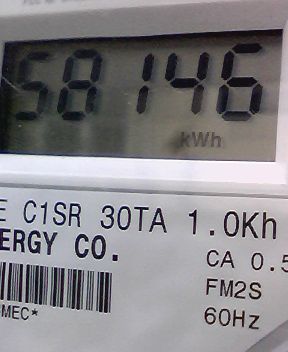 58146
kWh
E C1SR 30TA 1.0Kh
ERGY CO.
CA 0.5
FM2S
MEC*
60Hz